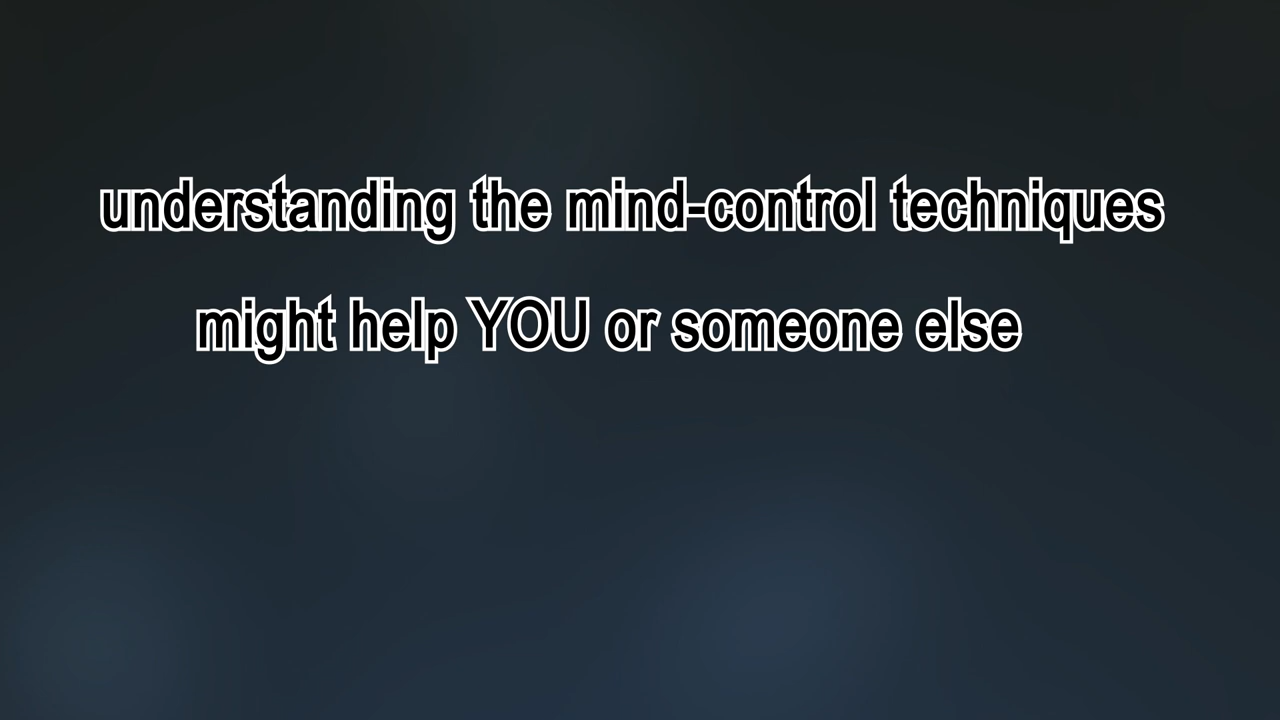 understanding the mind-control techniques
might help YOU or someone else